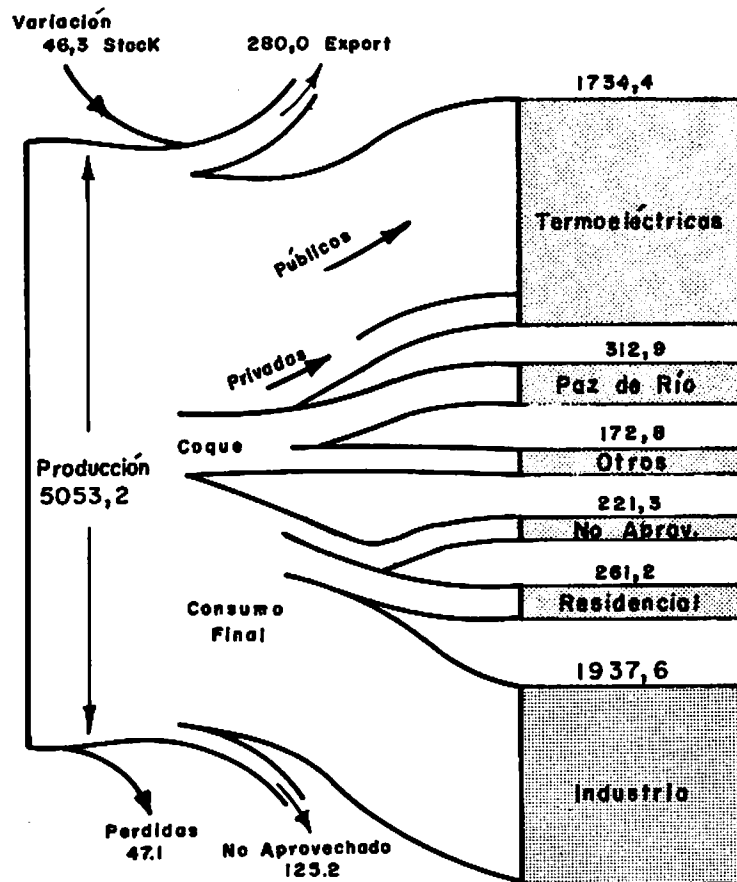 Variación
46,3 Stock
280,0 Export
1734,4
Termoeléctricas
Públicos
Privados
312,9
Paz de Río
Coque
172,8
Otros
Producción
5053,2
221,3
No Aprov.
261,2
Residencial
Consumo
Final
1937,6
Industria
Perdidas
47.1
No Aprovechado
125.2